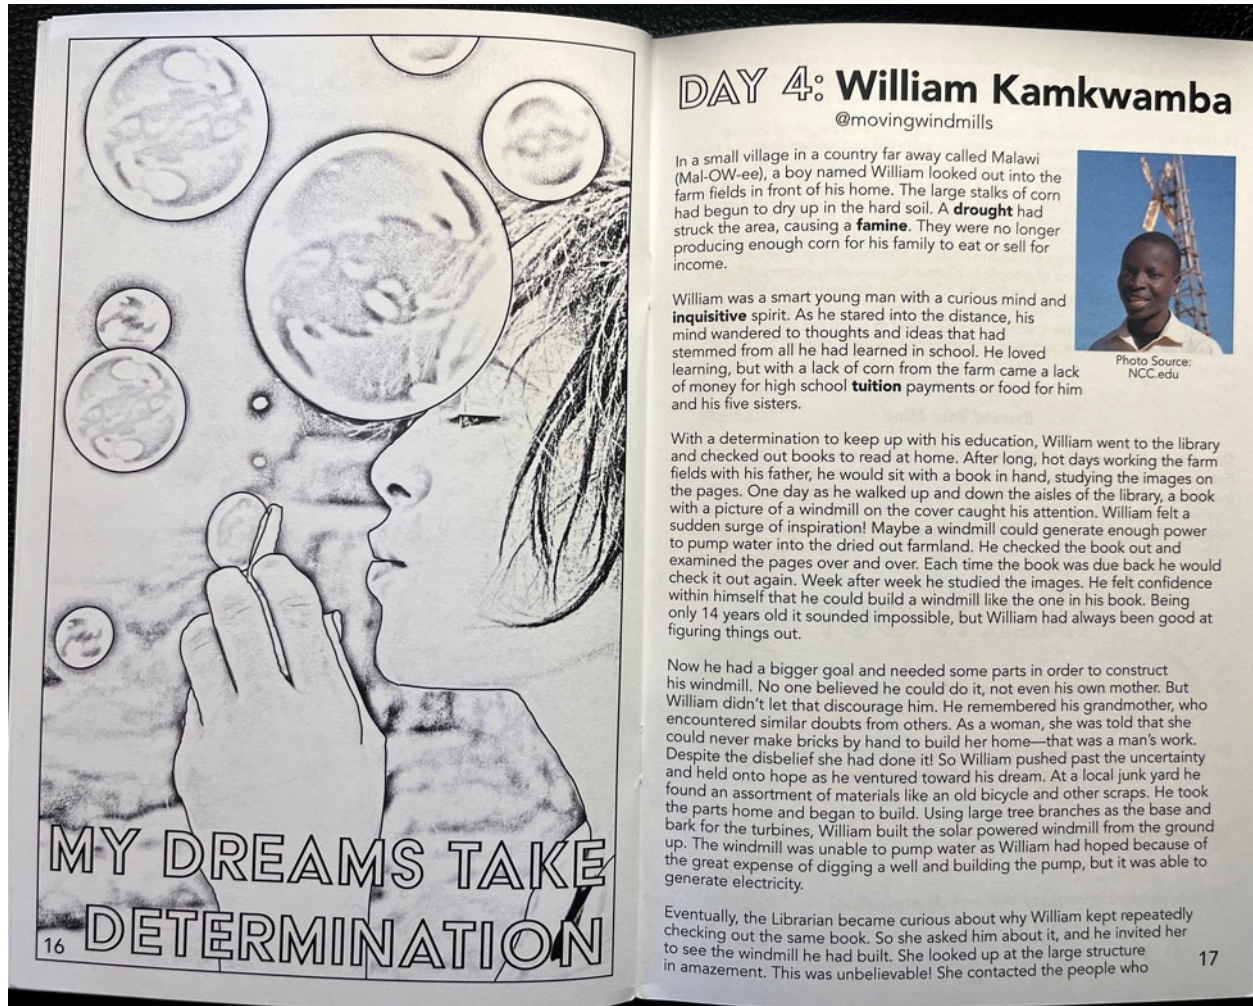 MY DREAMS TAKE
DETERMINATION
16
DAY 4: William Kamkwamba
@movingwindmills
In a small village in a country far away called Malawi
(Mal-OW-ee), a boy named William looked out into the
farm fields in front of his home. The large stalks of corn
had begun to dry up in the hard soil. A drought had
struck the area, causing a famine. They were no longer
producing enough corn for his family to eat or sell for
income.
William was a smart young man with a curious mind and
inquisitive spirit. As he stared into the distance, his
mind wandered to thoughts and ideas that had
stemmed from all he had learned in school. He loved
learning, but with a lack of corn from the farm came a lack
of money for high school tuition payments or food for him
and his five sisters.
Photo Source:
NCC.edu
With a determination to keep up with his education, William went to the library
and checked out books to read at home. After long, hot days working the farm
fields with his father, he would sit with a book in hand, studying the images on
the pages. One day as he walked up and down the aisles of the library, a book
with a picture of a windmill on the cover caught his attention. William felt a
sudden surge of inspiration! Maybe a windmill could generate enough power
to pump water into the dried out farmland. He checked the book out and
examined the pages over and over. Each time the book was due back he would
check it out again. Week after week he studied the images. He felt confidence
within himself that he could build a windmill like the one in his book. Being
only 14 years old it sounded impossible, but William had always been good at
figuring things out.
Now he had a bigger goal and needed some parts in order to construct
his windmill. No one believed he could do it, not even his own mother. But
William didn't let that discourage him. He remembered his grandmother, who
encountered similar doubts from others. As a woman, she was told that she
could never make bricks by hand to build her home—that was a man's work.
Despite the disbelief she had done it! So William pushed past the uncertainty
and held onto hope as he ventured toward his dream. At a local junk yard he
found an assortment of materials like an old bicycle and other scraps. He took
the parts home and began to build. Using large tree branches as the base and
bark for the turbines, William built the solar powered windmill from the ground
up. The windmill was unable to pump water as William had hoped because of
the great expense of digging a well and building the pump, but it was able to
generate electricity.
Eventually, the Librarian became curious about why William kept repeatedly
checking out the same book. So she asked him about it, and he invited her
to see the windmill he had built. She looked up at the large structure
in amazement. This was unbelievable! She contacted the people who
17